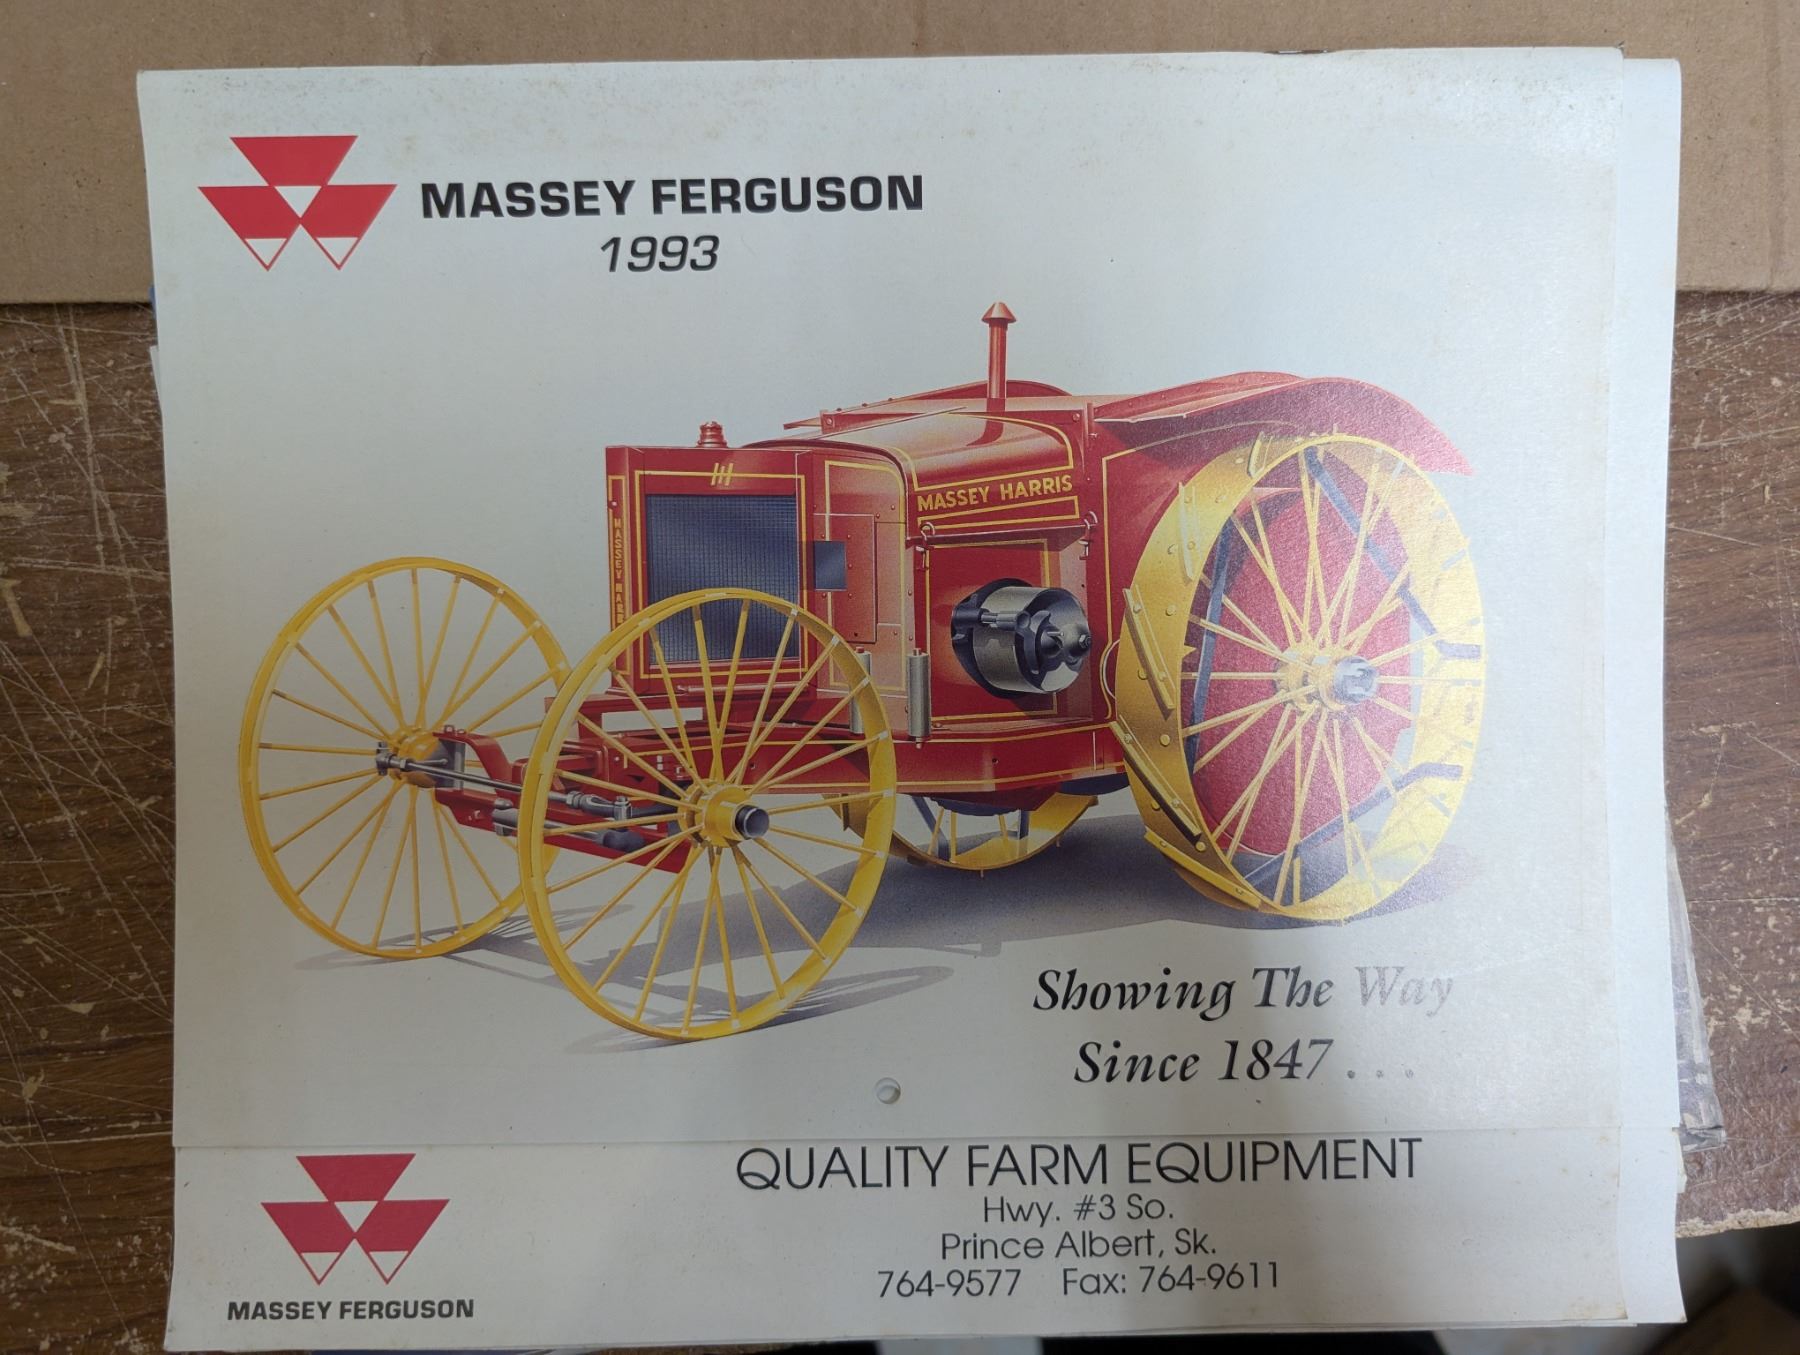 MASSEY FERGUSON
1993
MASSEY HARRIS
Showing The Way
Since 1847 . . .
QUALITY FARM EQUIPMENT
Hwy. #3 So.
Prince Albert, Sk.
764-9577 Fax: 764-9611
MASSEY FERGUSON